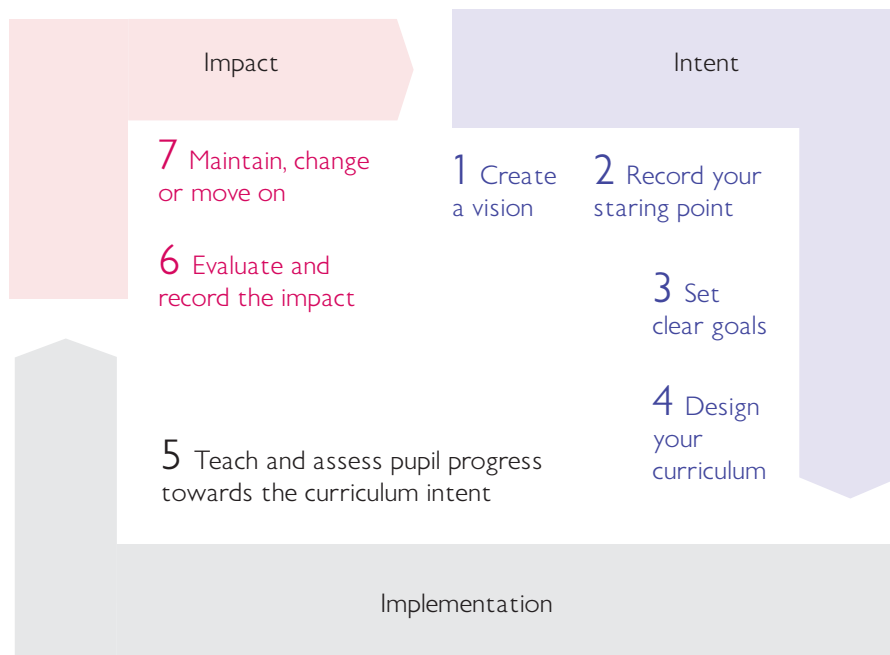 Impact
Intent
7 Maintain, change
or move on
1 Create
a vision
2 Record your
staring point
6 Evaluate and
record the impact
3 Set
clear goals
4 Design
your
curriculum
5 Teach and assess pupil progress
towards the curriculum intent
Implementation